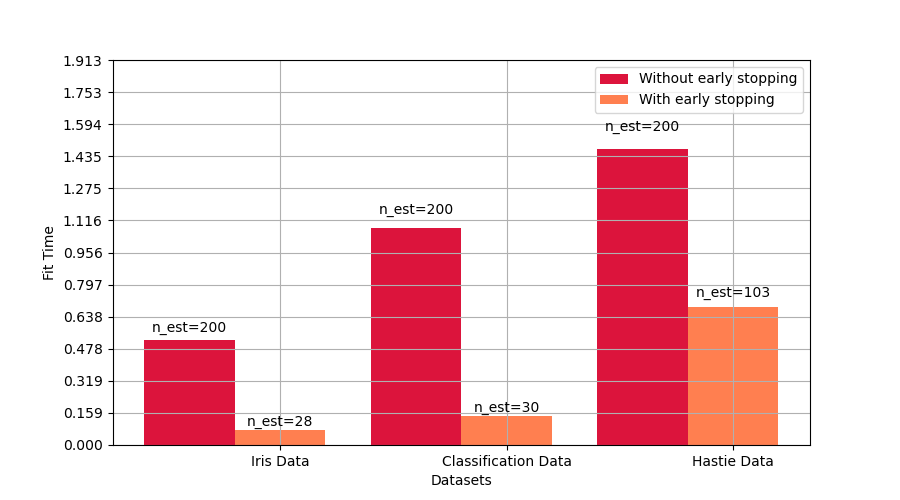 1.913
1.753
1.594
1.435
1.275
1.116
0.956
0.797
0.638
0.478
0.319
0.159
0.000
Fit Time
Without early stopping
With early stopping
n_est=200
n_est=200
n_est=200
n_est=28
n_est=30
n_est=103
Iris Data
Classification Data
Hastie Data
Datasets